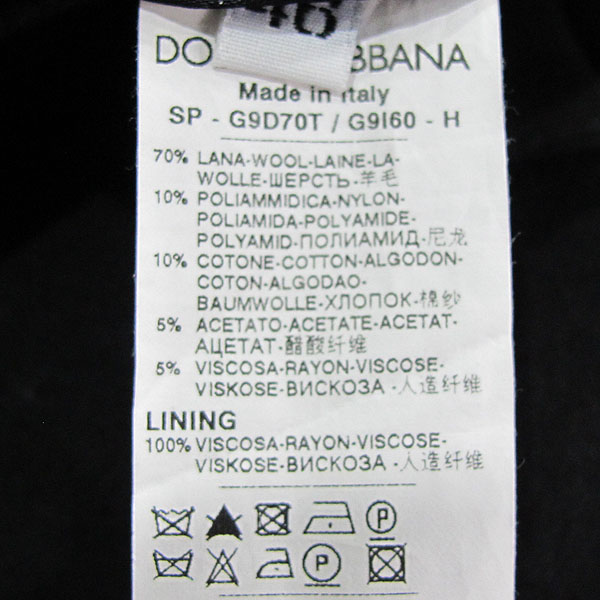 46
DO BBANA
Made in Italy
SP - G9D70T / G9I60 - H
70% LANA-WOOL-LAINE-LA-
WOLLE-ШЕРСТЬ-羊毛
10% POLIAMMIDICA-NYLON-
POLIAMIDA-POLYAMIDE-
POLYAMID-ПОЛИАМИД-尼龙
10% COTONE-COTTON-ALGODON-
COTON-ALGODAO-
BAUMWOLLE-ХЛОПОК-棉纱
5% ACETATO-ACETATE-ACETAT-
АЦЕТАТ-醋酸纤维
5% VISCOSA-RAYON-VISCOSE-
VISKOSE-ВИСКОЗА-人造纤维
LINING
100% VISCOSA-RAYON-VISCOSE-
VISKOSE-ВИСКОЗА-人造纤维
P
P